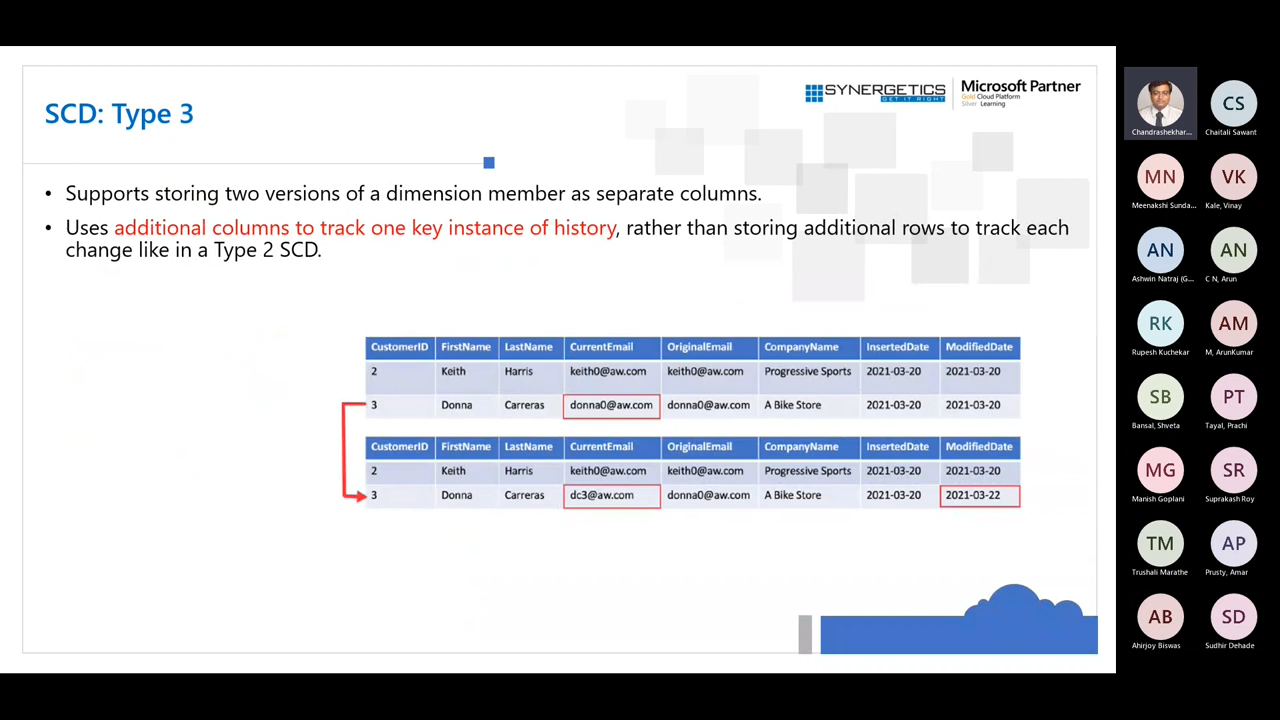 SCD: Type 3
SYNERGETICS
GET IT RIGHT
Microsoft Partner
Gold Cloud Platform
Silver Learning
• Supports storing two versions of a dimension member as separate columns.
• Uses additional columns to track one key instance of history, rather than storing additional rows to track each
change like in a Type 2 SCD.
CustomerID FirstName LastName CurrentEmail OriginalEmail CompanyName InsertedDate ModifiedDate
2 Keith Harris keith0@aw.com keith0@aw.com Progressive Sports 2021-03-20 2021-03-20
3 Donna Carreras donna0@aw.com donna0@aw.com A Bike Store 2021-03-20 2021-03-20
CustomerID FirstName LastName CurrentEmail OriginalEmail CompanyName InsertedDate ModifiedDate
2 Keith Harris keith0@aw.com keith0@aw.com Progressive Sports 2021-03-20 2021-03-20
3 Donna Carreras dc3@aw.com donna0@aw.com A Bike Store 2021-03-20 2021-03-22
CS
Chandrashekhar... Chaitali Sawant
MN VK
Meenakshi Sunda... Kale, Vinay
AN AN
Ashwin Natraj (G... C N, Arun
RK AM
Rupesh Kuchekar M, ArunKumar
SB PT
Bansal, Shveta Tayal, Prachi
MG SR
Manish Goplani Suprakash Roy
TM AP
Trushali Marathe Prusty, Amar
AB SD
Ahirjoy Biswas Sudhir Dehade